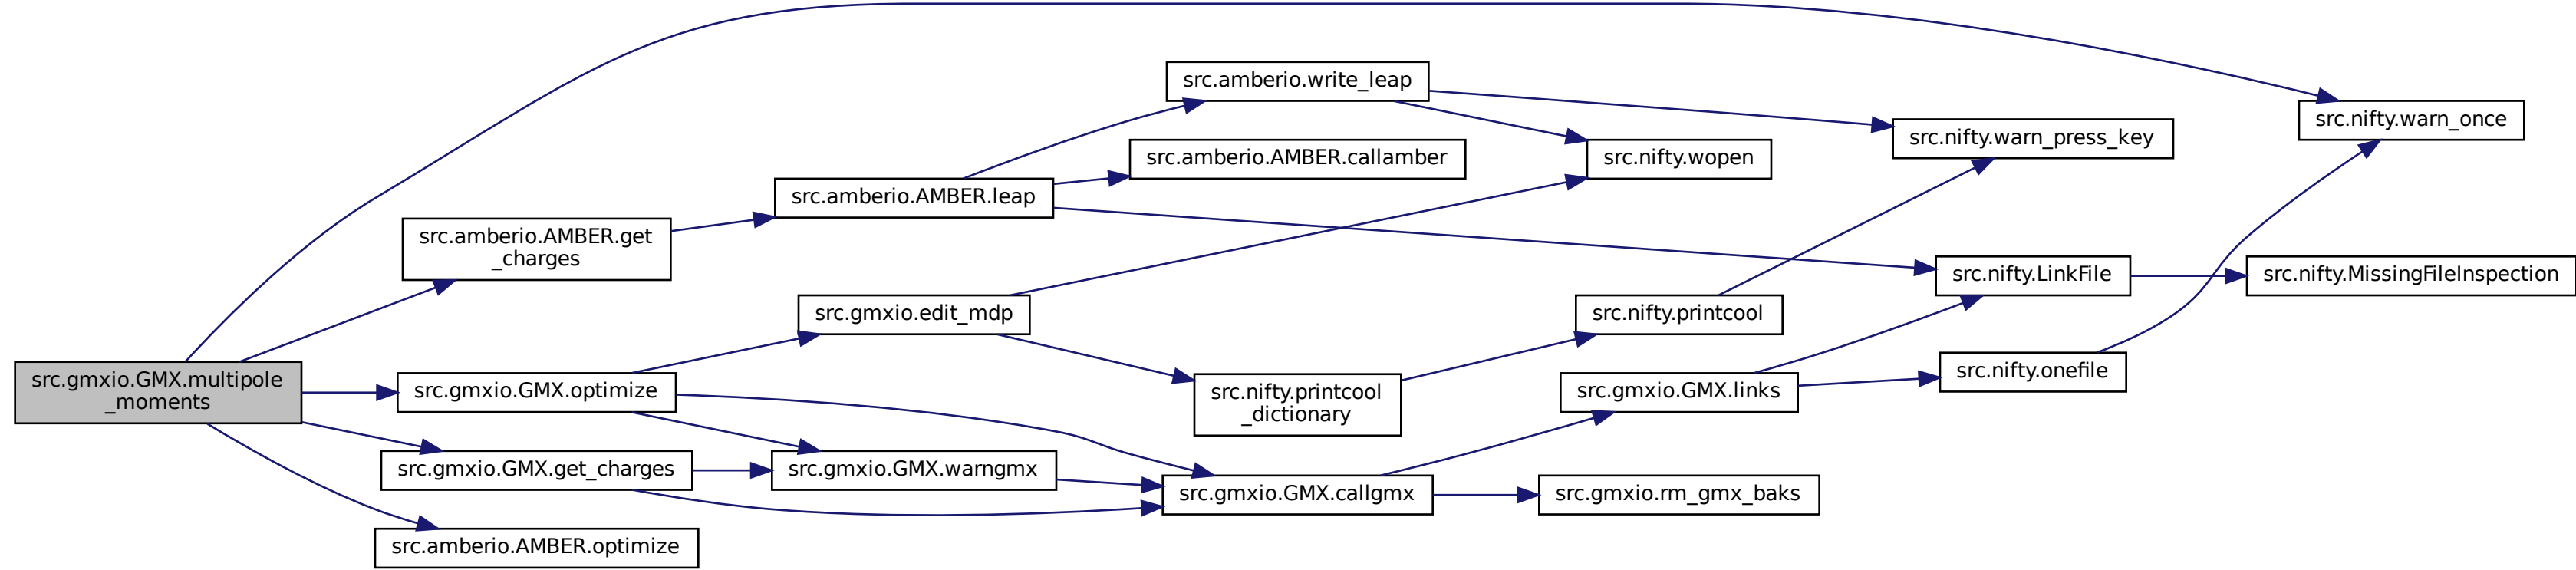 src.gmxio.GMX.multipole
_moments
src.amberio.AMBER.get
_charges
src.gmxio.GMX.optimize
src.gmxio.GMX.get_charges
src.amberio.AMBER.optimize
src.amberio.AMBER.leap
src.gmxio.edit_mdp
src.gmxio.GMX.warngmx
src.amberio.write_leap
src.amberio.AMBER.callamber
src.nifty.printcool
_dictionary
src.gmxio.GMX.callgmx
src.nifty.wopen
src.nifty.printcool
src.gmxio.GMX.links
src.gmxio.rm_gmx_baks
src.nifty.warn_press_key
src.nifty.LinkFile
src.nifty.onefile
src.nifty.warn_once
src.nifty.MissingFileInspection